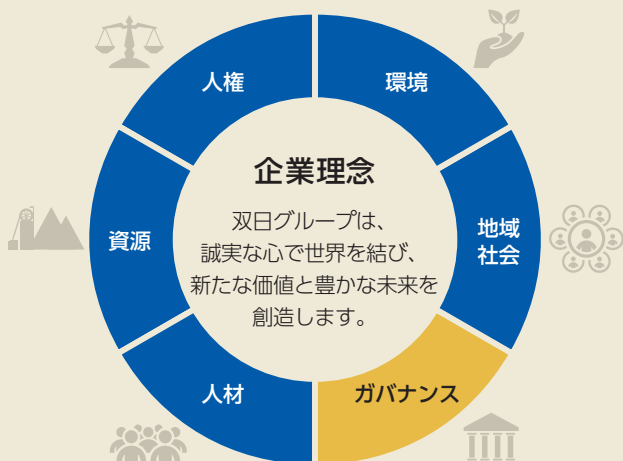 人権
環境
資源
地域
社会
企業理念
双日グループは、
誠実な心で世界を結び、
新たな価値と豊かな未来を
創造します。
人材
ガバナンス